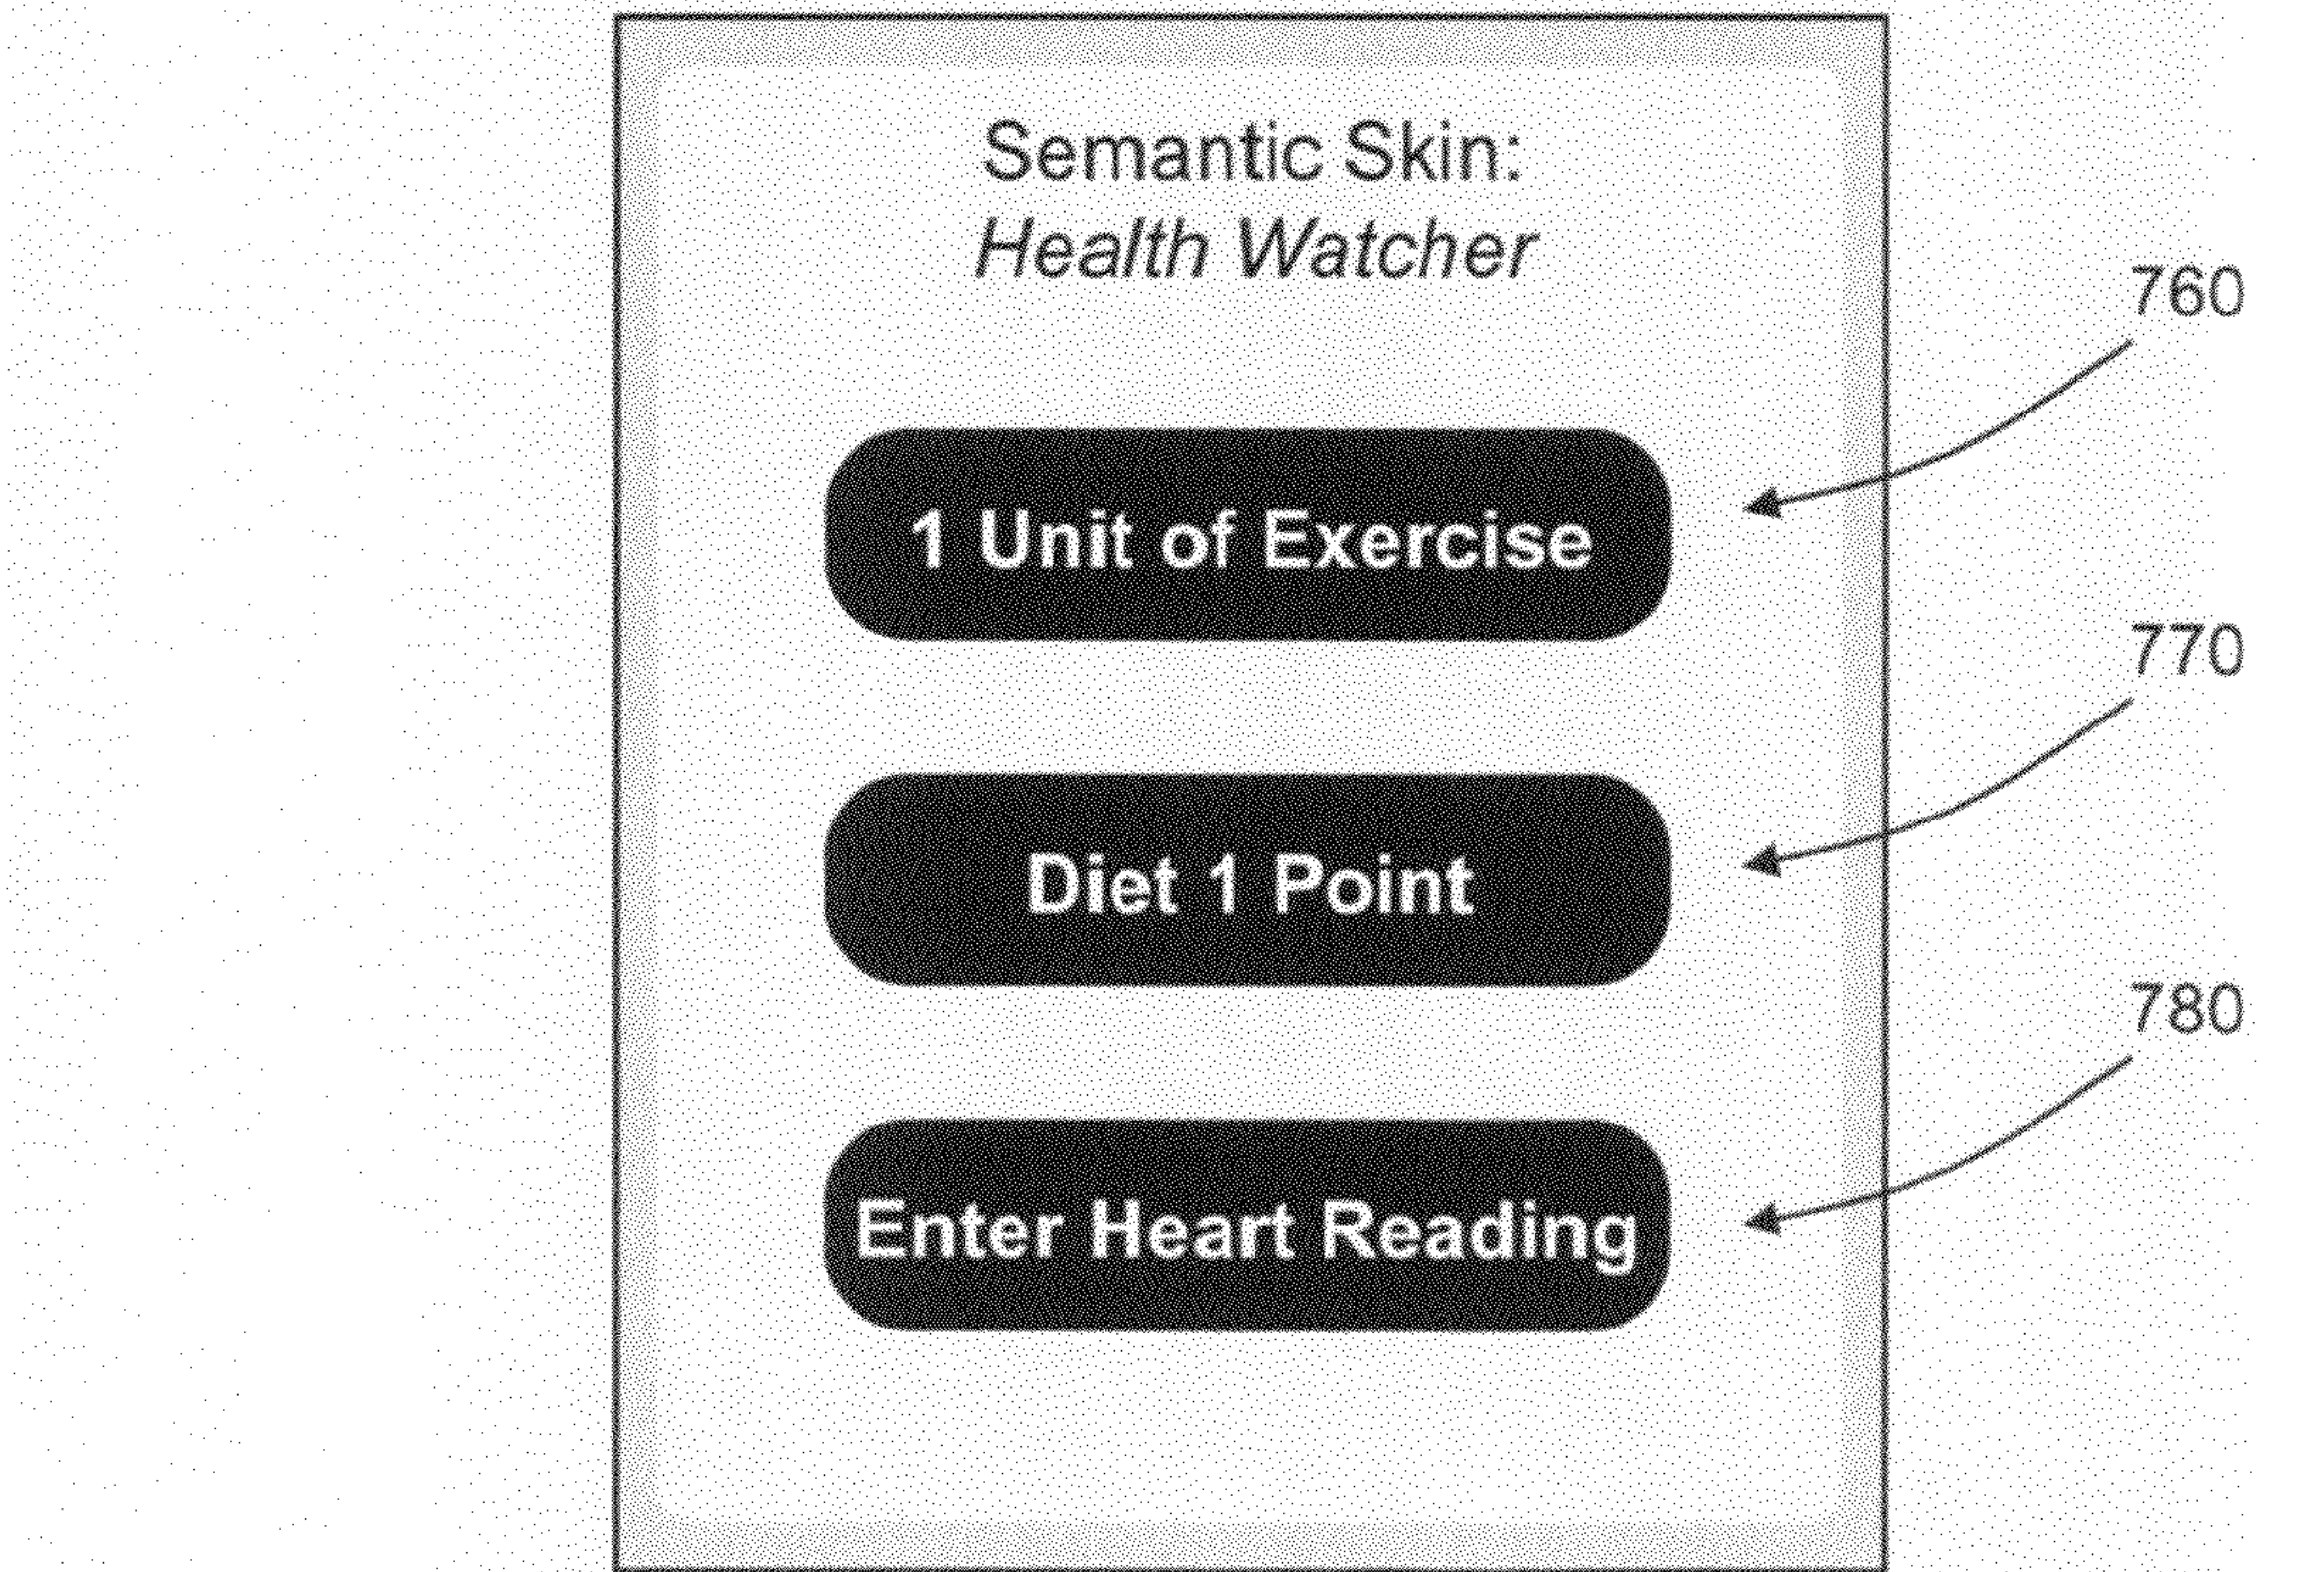 Semantic Skin:
Health Watcher
760
1 Unit of Exercise
770
Diet 1 Point
780
Enter Heart Reading